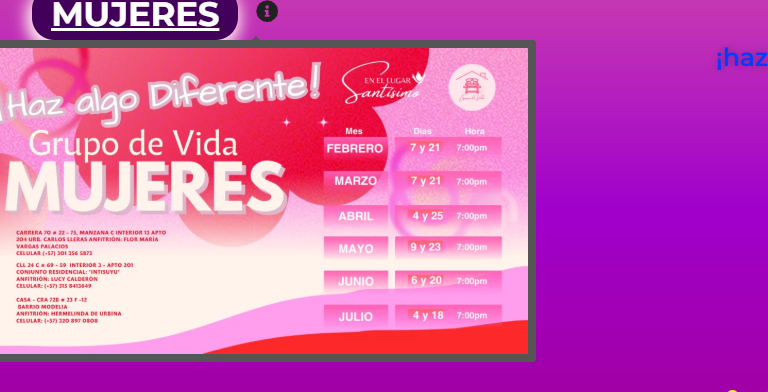 MUJERES
¡haz
¡Haz algo Diferente!
EN EL LUGAR
Santísimo
Grupo de Vida
MUJERES
Mes Dias Hora
FEBRERO 7 y 21 7:00pm
MARZO 7 y 21 7:00pm
ABRIL 4 y 25 7:00pm
MAYO 9 y 23 7:00pm
JUNIO 6 y 20 7:00pm
JULIO 4 y 18 7:00pm
CARRERA 70 # 22 - 75, MANZANA C INTERIOR 12 APTO
204 URB. CARLOS LLERAS ANFITRIÓN: FLOR MARÍA
VARGAS PALACIOS
CELULAR (+57) 301 356 5873
CLL 24 C # 69 - 59 INTERIOR 3 - APTO 201
CONJUNTO RESIDENCIAL: "INTISUYU"
ANFITRIÓN: LUCY CALDERÓN
CELULAR: (+57) 315 8413649
CASA - CRA 72B # 23 F -12
BARRIO MODELIA
ANFITRIÓN: HERMELINDA DE URBINA
CELULAR: (+57) 320 897 0808